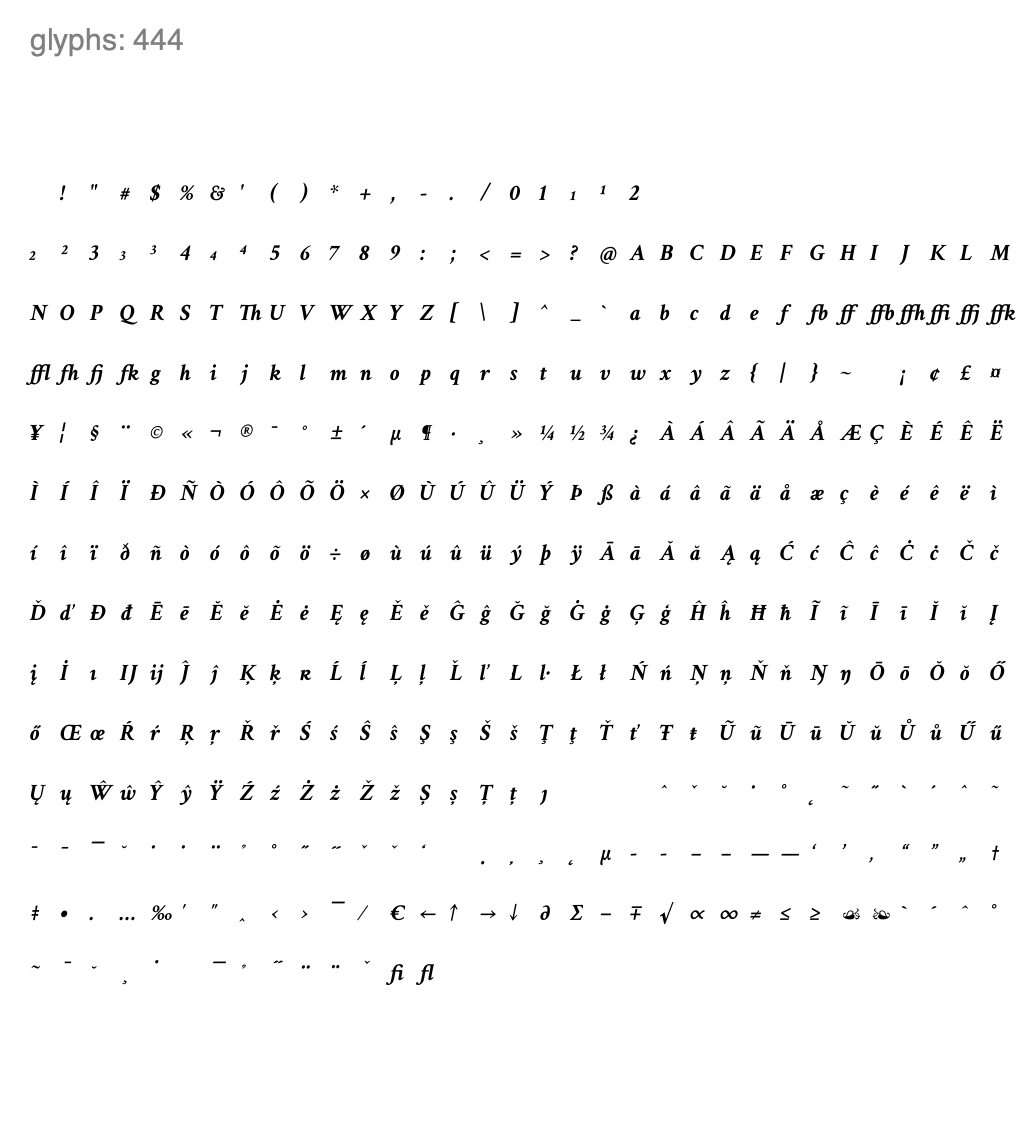 glyphs: 444
! " # $ % & ' ( ) * + , - . / 0 1 ₁ ¹ 2
₂ ² 3 ₃ ³ 4 ₄ ⁴ 5 6 7 8 9 : ; < = > ? @ A B C D E F G H I J K L M
N O P Q R S T Th U V W X Y Z [ \ ] ^ _ ` a b c d e f fb ff ffb ffh ffi ffj ffk
ffl fh fj fk g h i j k l m n o p q r s t u v w x y z { | } ~ ¡ ¢ £ ¤
¥ ¦ § ¨ © « ¬ ® ¯ ° ± ´ µ ¶ · ¸ » ¼ ½ ¾ ¿ À Á Â Ã Ä Å Æ Ç È É Ê Ë
Ì Í Î Ï Ð Ñ Ò Ó Ô Õ Ö × Ø Ù Ú Û Ü Ý Þ ß à á â ã ä å æ ç è é ê ë ì
í î ï ð ñ ò ó ô õ ö ÷ ø ù ú û ü ý þ ÿ Ā ā Ă ă Ą ą Ć ć Ĉ ĉ Ċ ċ Č č
Ď ď Đ đ Ē ē Ĕ ĕ Ė ė Ę ę Ě ě Ĝ ĝ Ğ ğ Ġ ġ Ģ ģ Ĥ ĥ Ħ ħ Ĩ ĩ Ī ī Ĭ ĭ Į
į İ ı Ĳ ĳ Ĵ ĵ Ķ ķ ĸ Ĺ ĺ Ļ ļ Ľ ľ L ŀ Ł ł Ń ń Ņ ņ Ň ň Ŋ ŋ Ō ō Ŏ ŏ Ő
ő Œ œ Ŕ ŕ Ŗ ŗ Ř ř Ś ś Ŝ ŝ Ş ş Š š Ţ ţ Ť ť Ŧ ŧ Ũ ũ Ū ū Ŭ ŭ Ů ů Ű ű
Ų ų Ŵ ŵ Ŷ ŷ Ÿ Ź ź Ż ż Ž ž Ș ș Ț ț ȷ ˆ ˇ ˘ ˙ ˚ ˛ ˜ ˝ ` ´ ˆ ˜
µ - - – – — — ‘ ’ ‚ “ ” „ †
‡ • . … ‰ ′ ″ ‸ ‹ › ‾ ⁄ € ← ↑ → ↓ ∂ Σ − ∓ √ ∝ ∞ ≠ ≤ ≥ ☙ ❧ ` ´ ˆ ˚
˜ ¯ ˘ ¸ ˙ fi fl